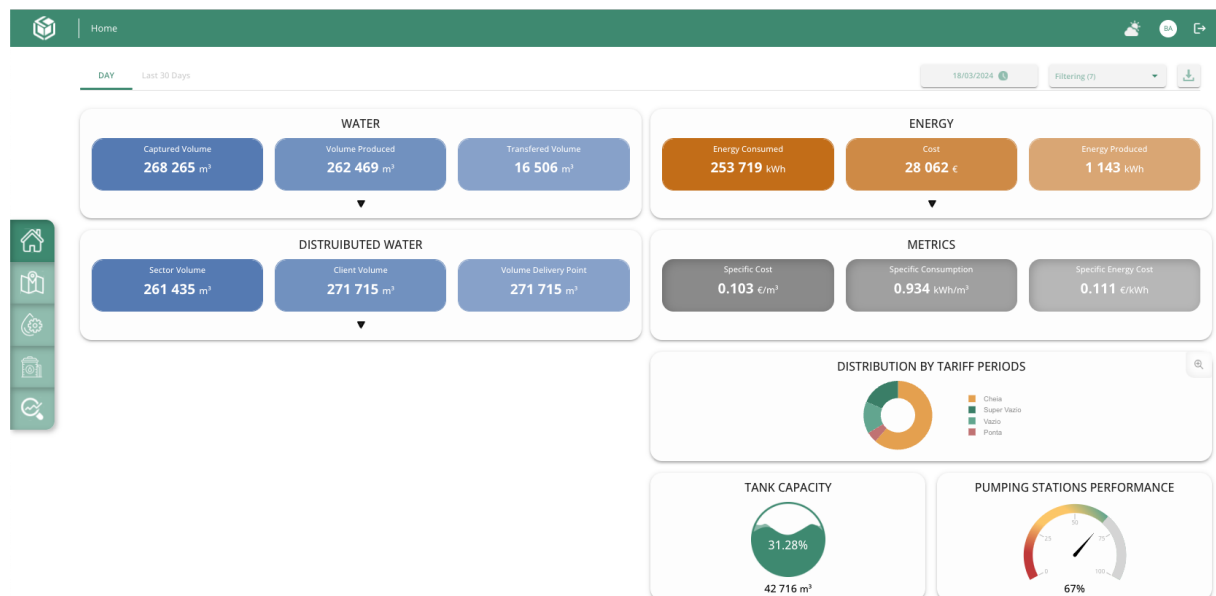 Home
BA
DAY
Last 30 Days
18/03/2024
Filtering (7)
WATER
Captured Volume
268 265 m³
Volume Produced
262 469 m³
Transfered Volume
16 506 m³
ENERGY
Energy Consumed
253 719 kWh
Cost
28 062 €
Energy Produced
1 143 kWh
DISTRUIBUTED WATER
Sector Volume
261 435 m³
Client Volume
271 715 m³
Volume Delivery Point
271 715 m³
METRICS
Specific Cost
0.103 €/m³
Specific Consumption
0.934 kWh/m³
Specific Energy Cost
0.111 €/kWh
DISTRIBUTION BY TARIFF PERIODS
Cheia
Super Vazio
Vazio
Ponta
TANK CAPACITY
31.28%
42 716 m³
PUMPING STATIONS PERFORMANCE
0
25
50
75
100
67%